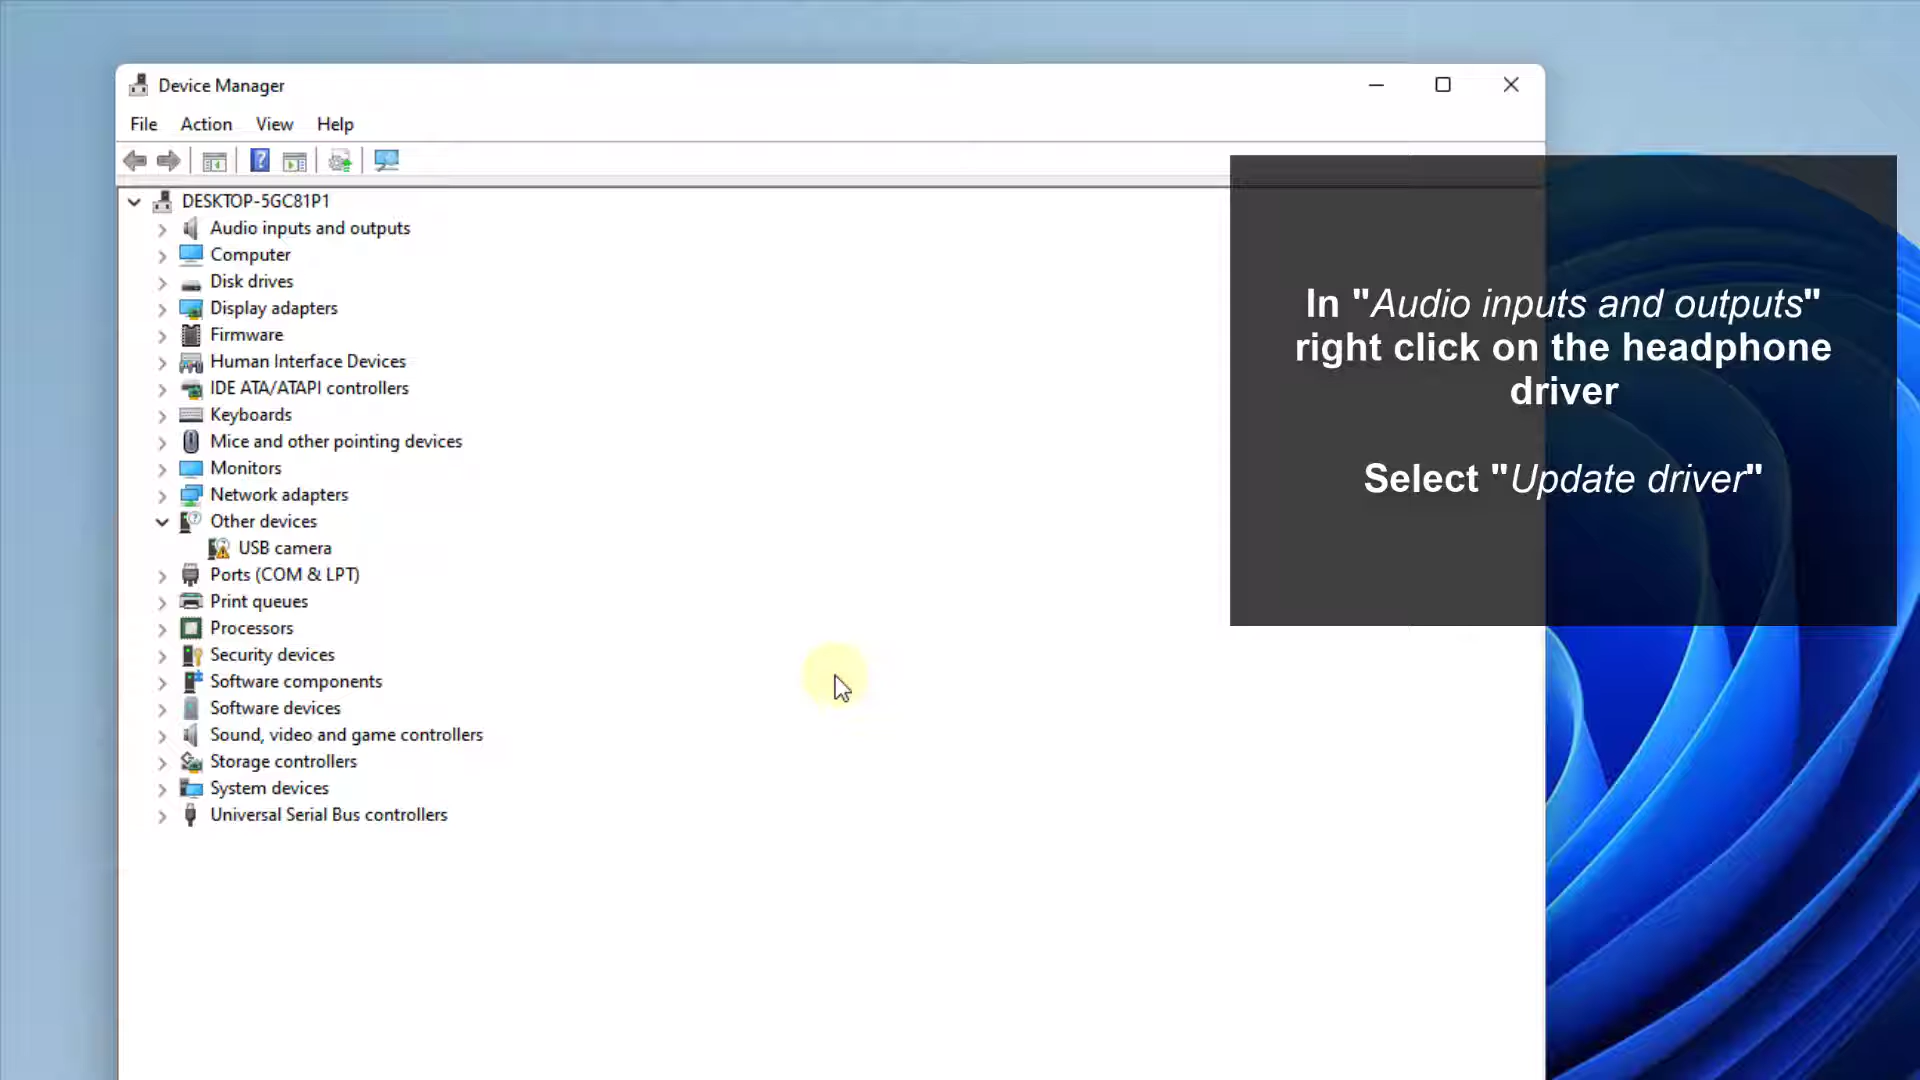 Device Manager
File Action View Help
DESKTOP-5GC81P1
Audio inputs and outputs
Computer
Disk drives
Display adapters
Firmware
Human Interface Devices
IDE ATA/ATAPI controllers
Keyboards
Mice and other pointing devices
Monitors
Network adapters
Other devices
USB camera
Ports (COM & LPT)
Print queues
Processors
Security devices
Software components
Software devices
Sound, video and game controllers
Storage controllers
System devices
Universal Serial Bus controllers
In "Audio inputs and outputs"
right click on the headphone
driver
Select "Update driver"